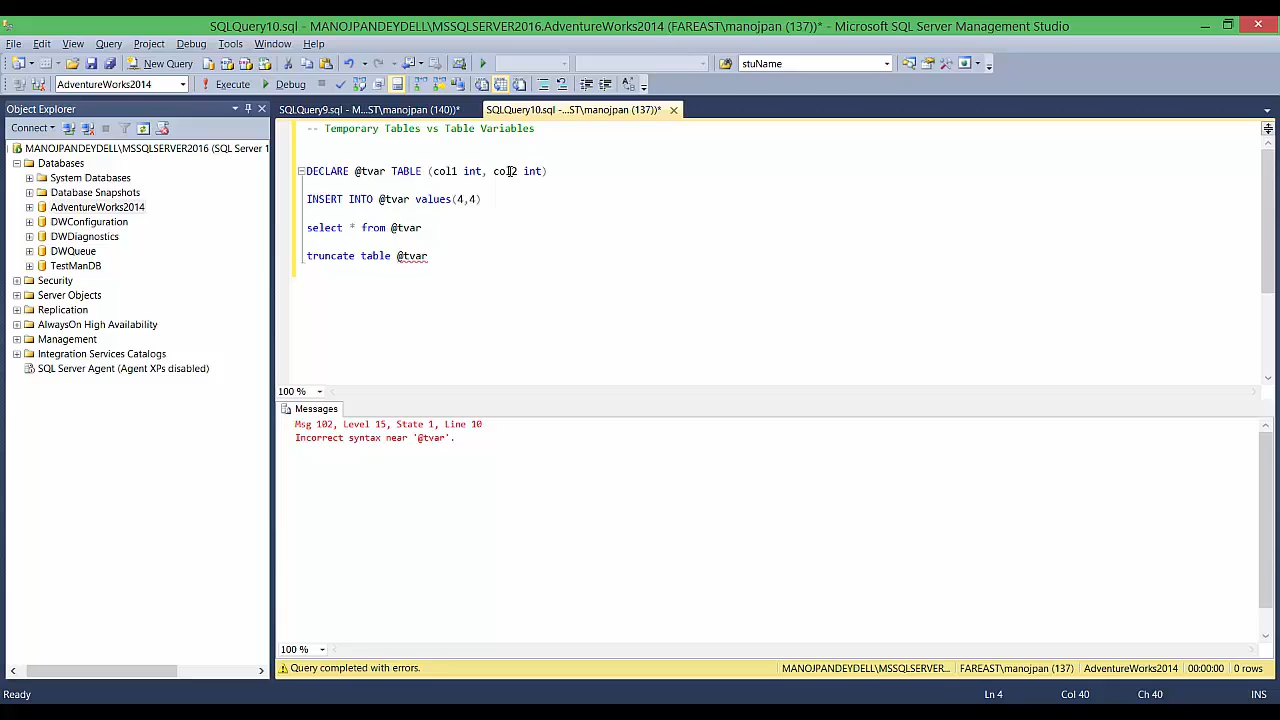 SQLQuery10.sql - MANOJPANDEYDELL\MSSQLSERVER2016.AdventureWorks2014 (FAREAST\manojpan (137))* - Microsoft SQL Server Management Studio
File Edit View Query Project Debug Tools Window Help
New Query stuName
AdventureWorks2014 Execute Debug
Object Explorer
SQLQuery9.sql - M...ST\manojpan (140))* SQLQuery10.sql -...ST\manojpan (137))*
Connect
MANOJPANDEYDELL\MSSQLSERVER2016 (SQL Server 1
Databases
System Databases
Database Snapshots
AdventureWorks2014
DWConfiguration
DWDiagnostics
DWQueue
TestManDB
Security
Server Objects
Replication
AlwaysOn High Availability
Management
Integration Services Catalogs
SQL Server Agent (Agent XPs disabled)
-- Temporary Tables vs Table Variables
DECLARE @tvar TABLE (col1 int, col2 int)
INSERT INTO @tvar values(4,4)
select * from @tvar
truncate table @tvar
100 %
Messages
Msg 102, Level 15, State 1, Line 10
Incorrect syntax near '@tvar'.
100 %
Query completed with errors. MANOJPANDEYDELL\MSSQLSERVER... FAREAST\manojpan (137) AdventureWorks2014 00:00:00 0 rows
Ready Ln 4 Col 40 Ch 40 INS